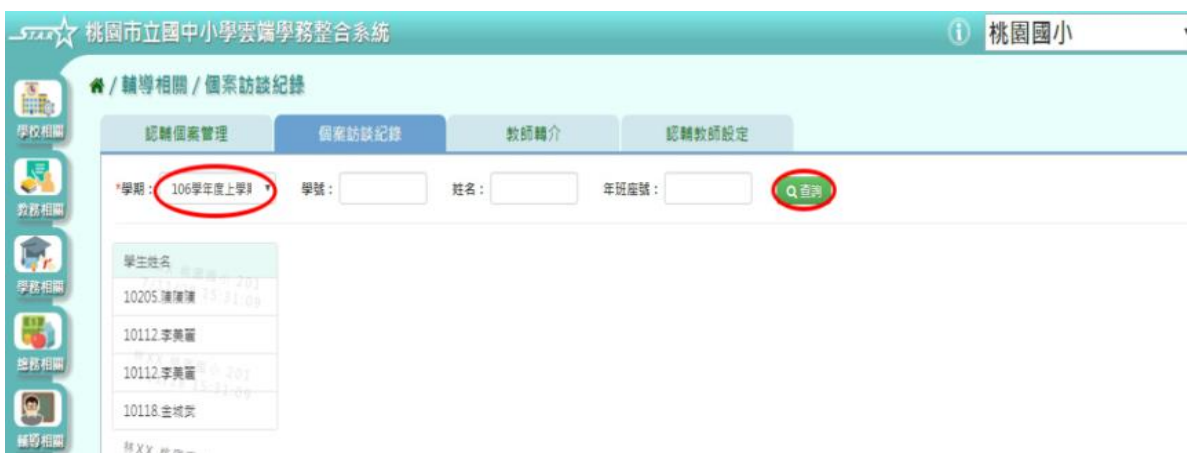 STAR 桃園市立國中小學雲端學務整合系統
桃園國小
/ 輔導相關 / 個案訪談紀錄
學校相關
認輔個案管理 個案訪談紀錄 教師轉介 認輔教師設定
教務相關
*學期： 106學年度上學期 學號： 姓名： 年班座號： 查詢
學務相關
學生姓名
10205.陳陳陳
總務相關
10112.李美麗
10112.李美麗
10118.金城武
輔導相關